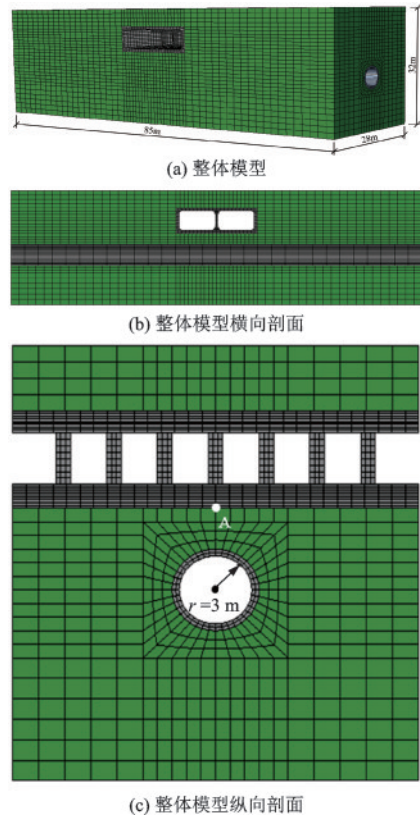 32m
85m
28m
(a) 整体模型
(b) 整体模型横向剖面
A
r =3 m
(c) 整体模型纵向剖面